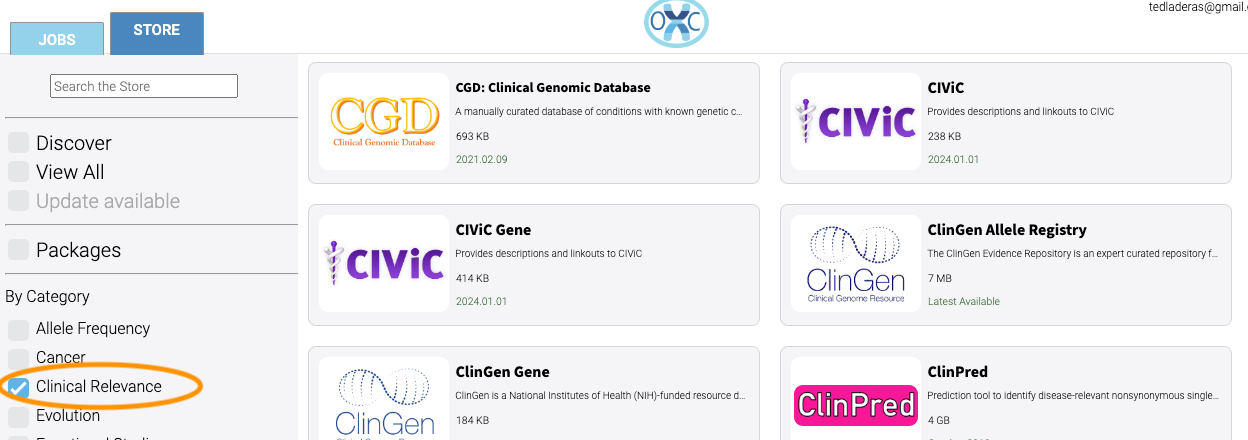 tedladeras@gmail.
JOBS
STORE
OXC
Search the Store
Discover
View All
Update available
Packages
By Category
Allele Frequency
Cancer
Clinical Relevance
Evolution
CGD
Clinical Genomic Database
CGD: Clinical Genomic Database
A manually curated database of conditions with known genetic c...
693 KB
2021.02.09
CIViC
CIViC
Provides descriptions and linkouts to CIViC
238 KB
2024.01.01
CIViC
CIViC Gene
Provides descriptions and linkouts to CIViC
414 KB
2024.01.01
ClinGen
Clinical Genome Resource
ClinGen Allele Registry
The ClinGen Evidence Repository is an expert curated repository f...
7 MB
Latest Available
ClinGen
ClinGen Gene
ClinGen is a National Institutes of Health (NIH)-funded resource d...
184 KB
ClinPred
ClinPred
Prediction tool to identify disease-relevant nonsynonymous single...
4 GB